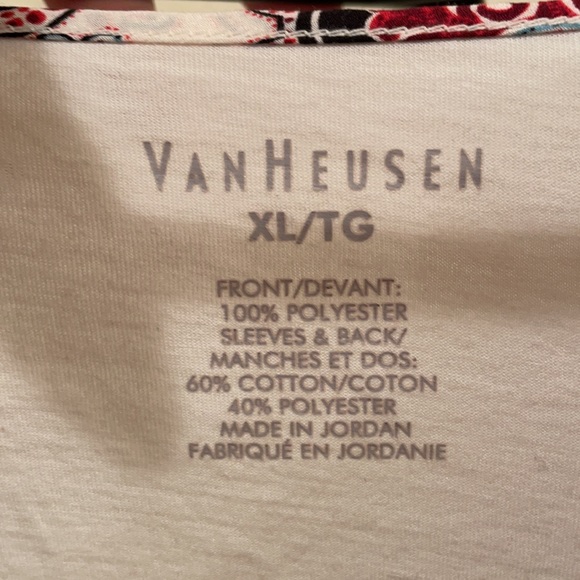 VANHEUSEN
XL/TG
FRONT/DEVANT:
100% POLYESTER
SLEEVES & BACK/
MANCHES ET DOS:
60% COTTON/COTON
40% POLYESTER
MADE IN JORDAN
FABRIQUÉ EN JORDANIE